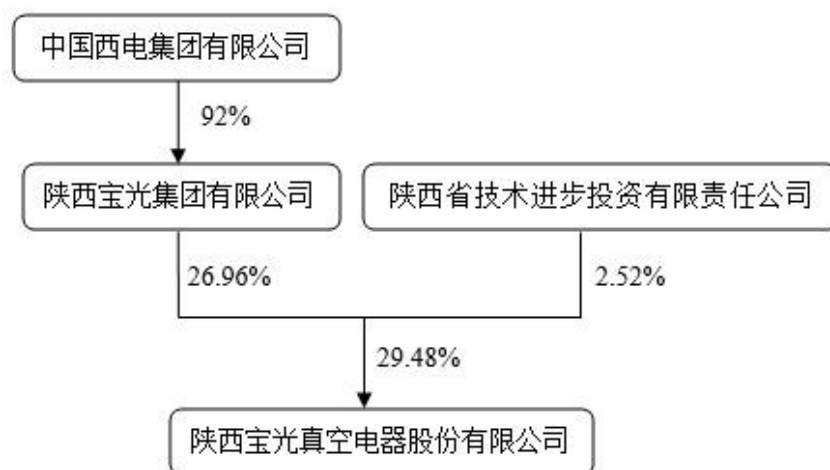 中国西电集团有限公司
92%
陕西宝光集团有限公司
陕西省技术进步投资有限责任公司
26.96%
2.52%
29.48%
陕西宝光真空电器股份有限公司